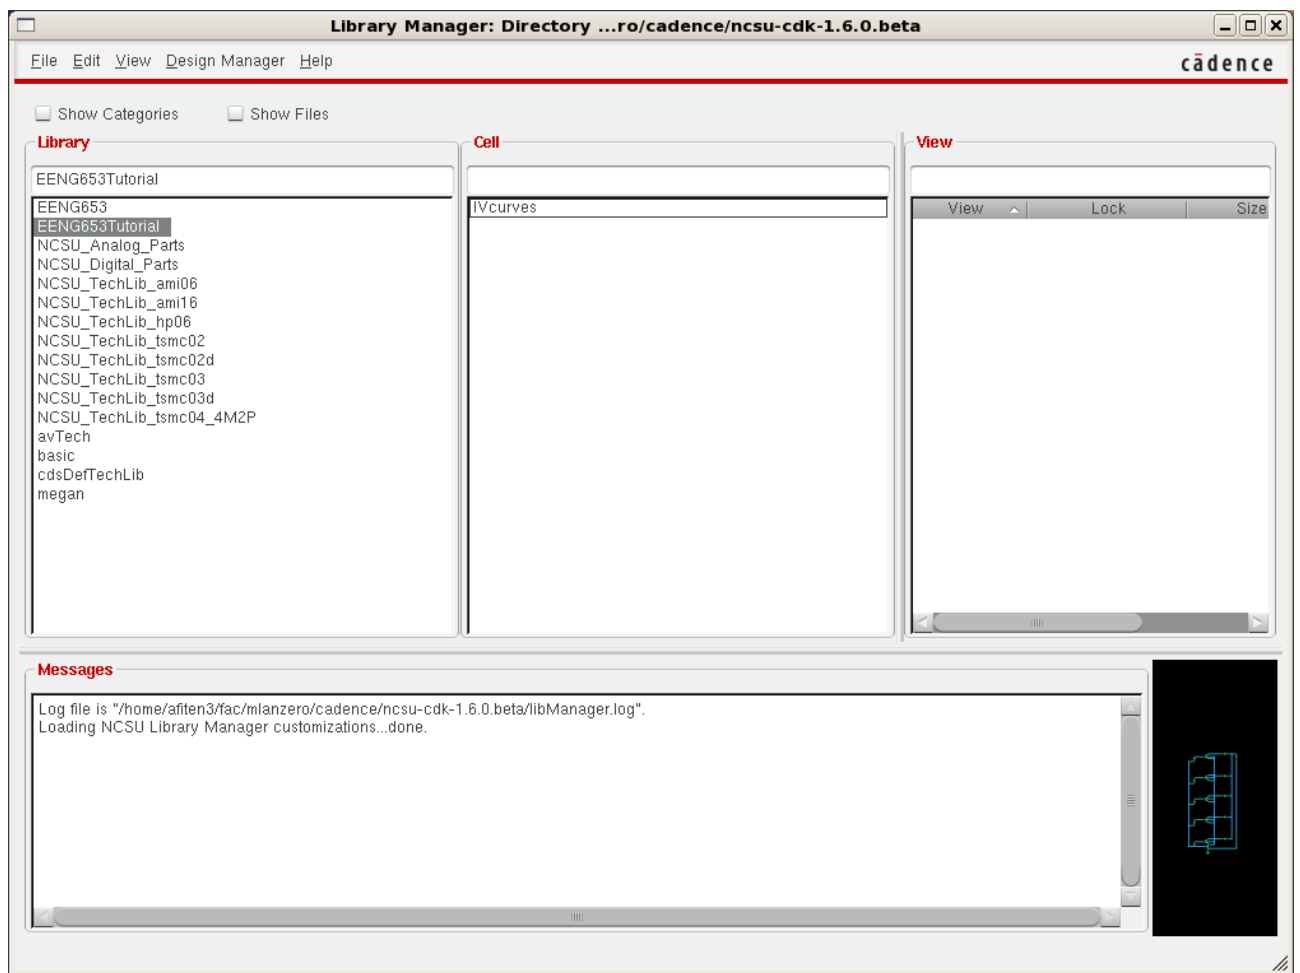 Library Manager: Directory ...ro/cadence/ncsu-cdk-1.6.0.beta
File Edit View Design Manager Help
cādence
Show Categories Show Files
Library
EENG653Tutorial
EENG653
EENG653Tutorial
NCSU_Analog_Parts
NCSU_Digital_Parts
NCSU_TechLib_ami06
NCSU_TechLib_ami16
NCSU_TechLib_hp06
NCSU_TechLib_tsmc02
NCSU_TechLib_tsmc02d
NCSU_TechLib_tsmc03
NCSU_TechLib_tsmc03d
NCSU_TechLib_tsmc04_4M2P
avTech
basic
cdsDefTechLib
megan
Cell
IVcurves
View
View Lock Size
Messages
Log file is "/home/afiten3/fac/mlanzero/cadence/ncsu-cdk-1.6.0.beta/libManager.log".
Loading NCSU Library Manager customizations...done.